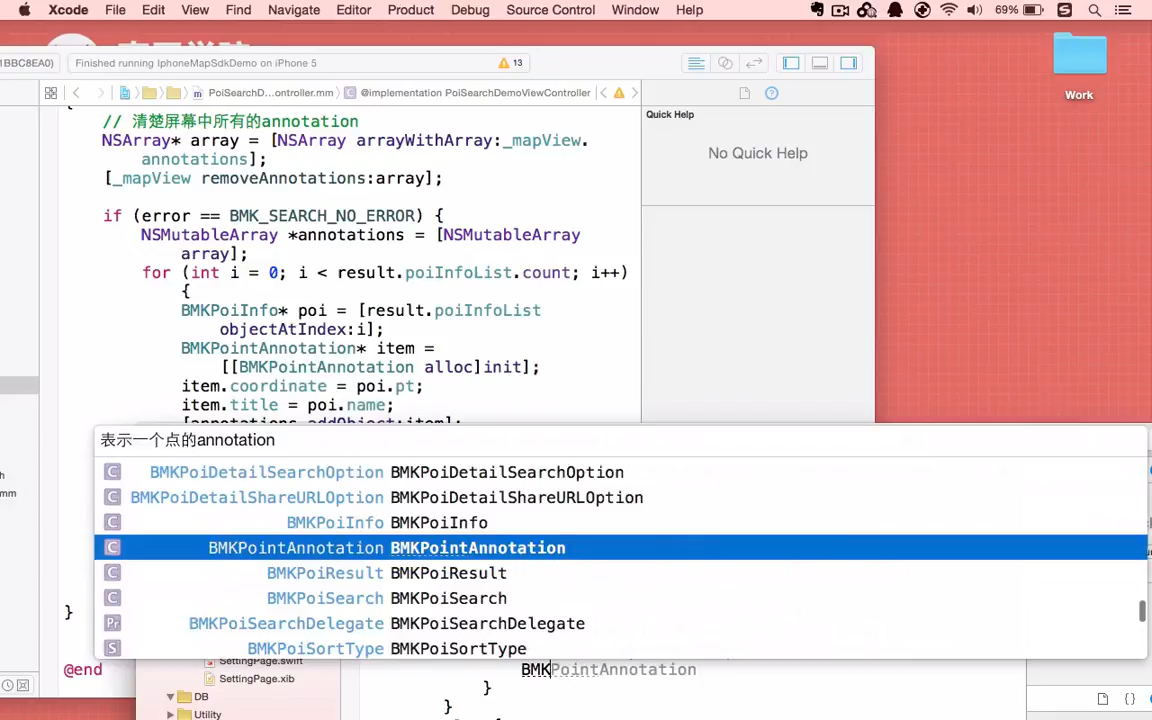 Xcode File Edit View Find Navigate Editor Product Debug Source Control Window Help 69%
1BBC8EA0) Finished running IphoneMapSdkDemo on iPhone 5 13
PoiSearchD...ontroller.mm @implementation PoiSearchDemoViewController
Work
Quick Help
No Quick Help
{
// 清楚屏幕中所有的annotation
NSArray* array = [NSArray arrayWithArray:_mapView.
annotations];
[_mapView removeAnnotations:array];
if (error == BMK_SEARCH_NO_ERROR) {
NSMutableArray *annotations = [NSMutableArray
array];
for (int i = 0; i < result.poiInfoList.count; i++)
{
BMKPoiInfo* poi = [result.poiInfoList
objectAtIndex:i];
BMKPointAnnotation* item =
[[BMKPointAnnotation alloc]init];
item.coordinate = poi.pt;
item.title = poi.name;
[annotations addObject:item];
表示一个点的annotation
BMKPoiDetailSearchOption BMKPoiDetailSearchOption
BMKPoiDetailShareURLOption BMKPoiDetailShareURLOption
BMKPoiInfo BMKPoiInfo
BMKPointAnnotation BMKPointAnnotation
BMKPoiResult BMKPoiResult
BMKPoiSearch BMKPoiSearch
BMKPoiSearchDelegate BMKPoiSearchDelegate
BMKPoiSortType BMKPoiSortType
mm
}
@end
SettingPage.swift
SettingPage.xib
DB
Utility
BMKPointAnnotation
}
}